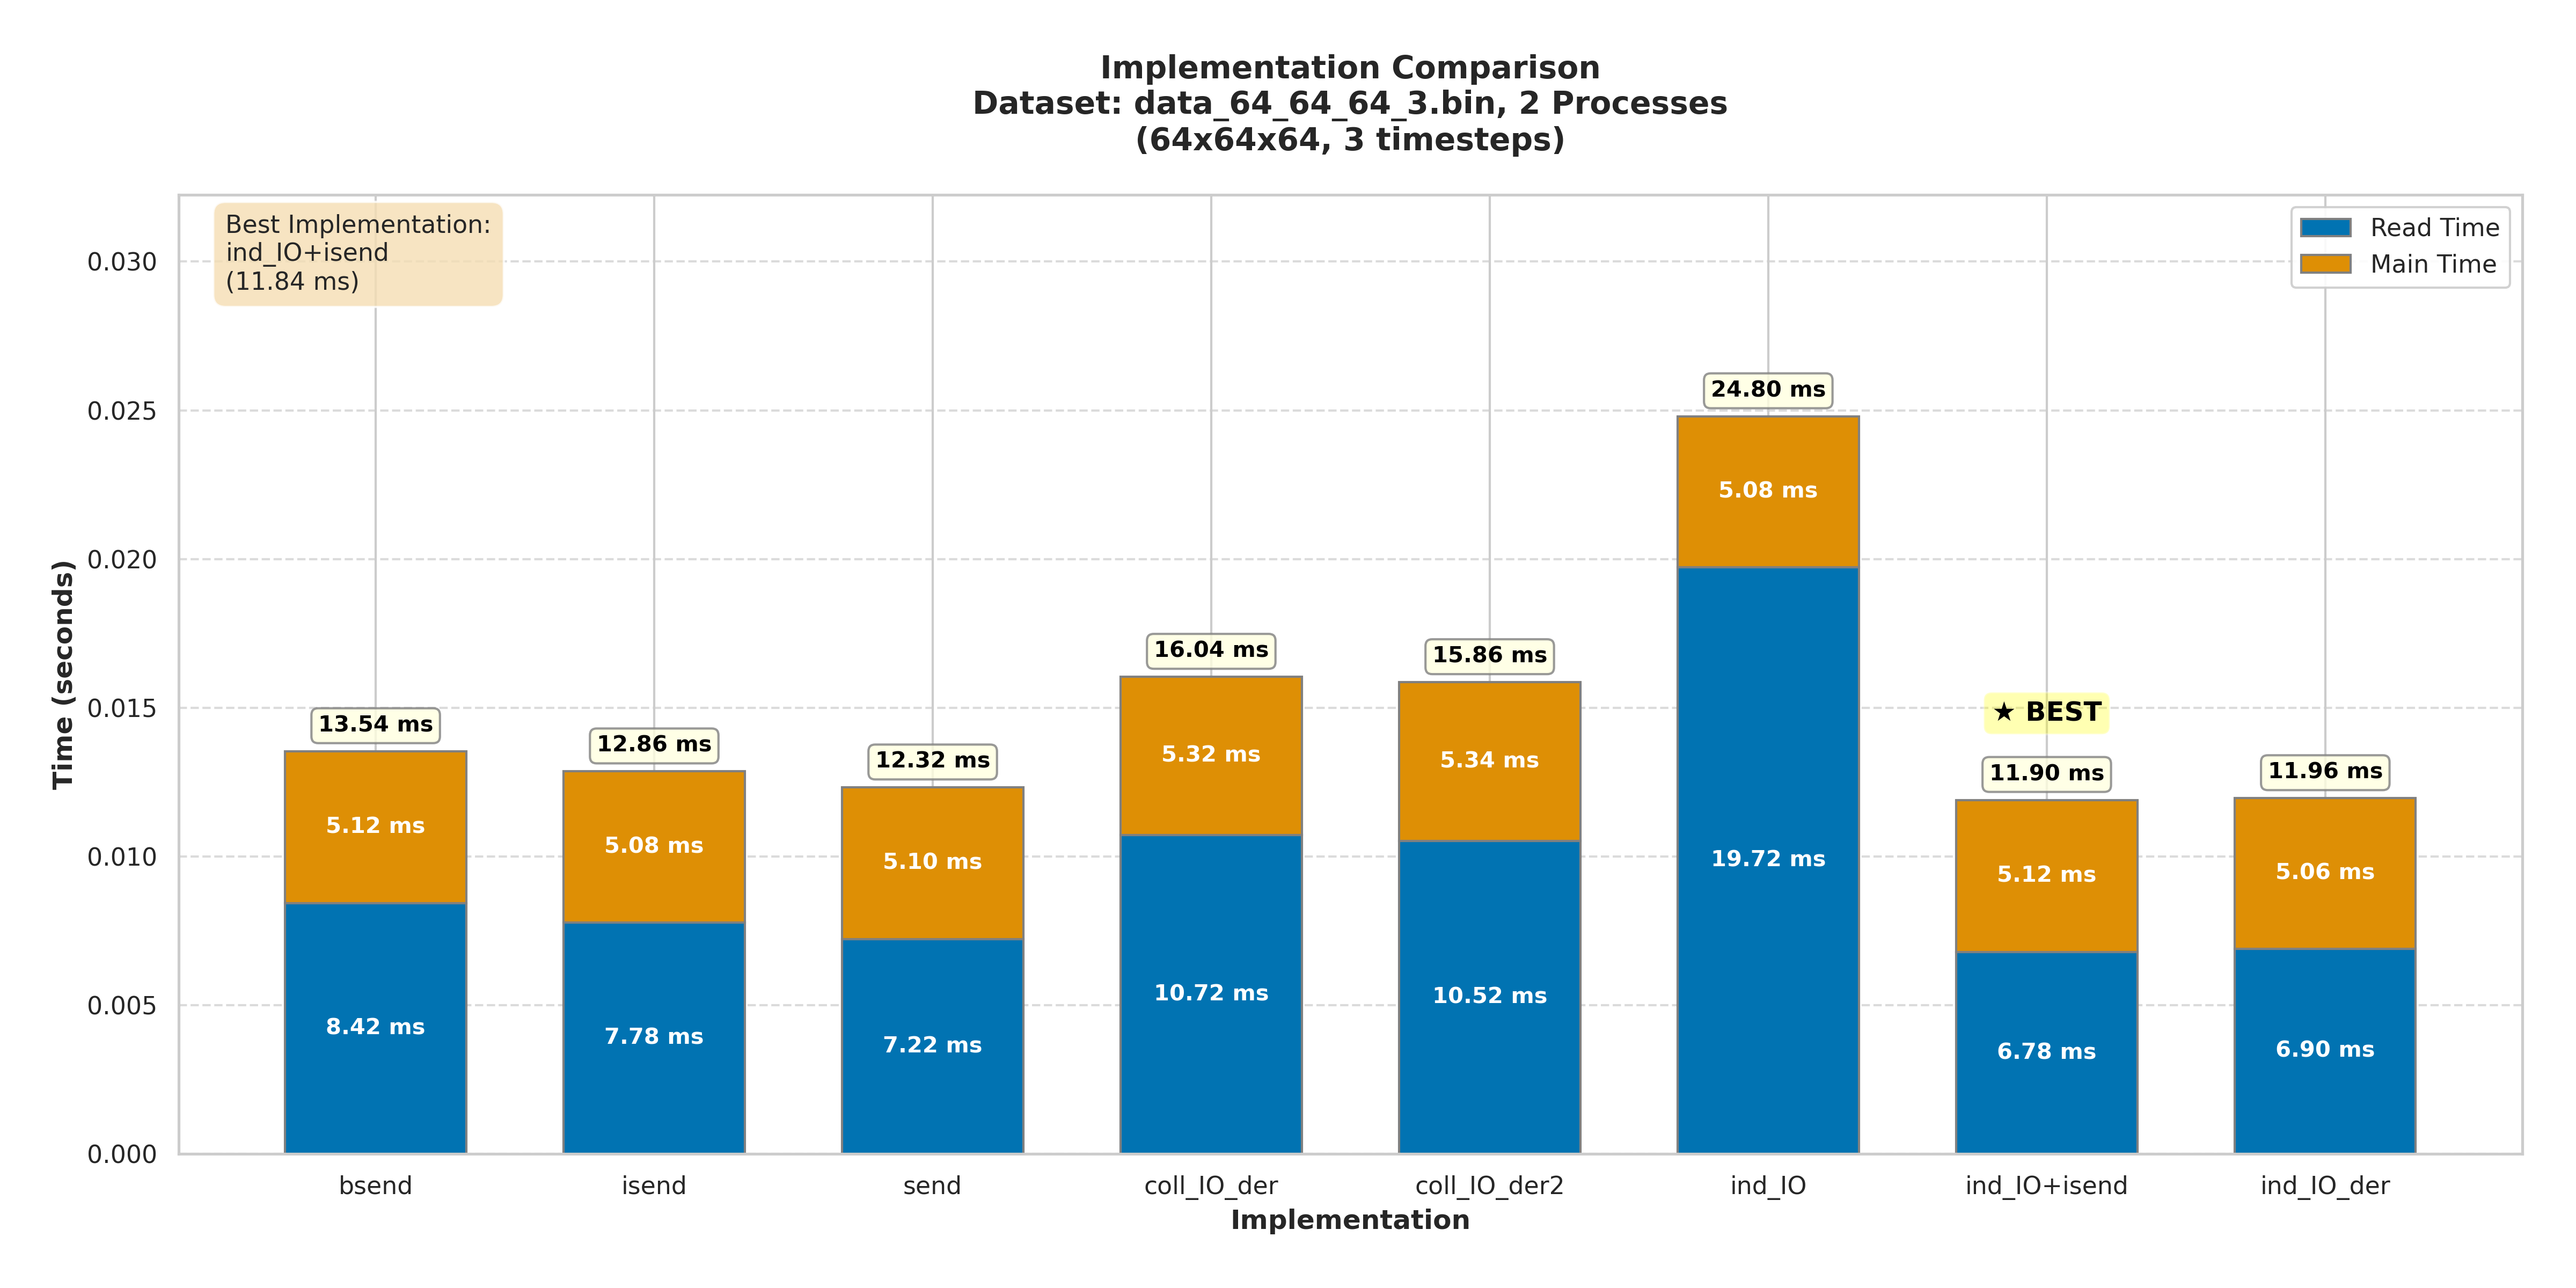 Implementation Comparison
Dataset: data_64_64_64_3.bin, 2 Processes
(64x64x64, 3 timesteps)
Best Implementation:
ind_IO+isend
(11.84 ms)
Read Time
Main Time
Time (seconds)
0.030
0.025
0.020
0.015
0.010
0.005
0.000
13.54 ms
5.12 ms
8.42 ms
12.86 ms
5.08 ms
7.78 ms
12.32 ms
5.10 ms
7.22 ms
16.04 ms
5.32 ms
10.72 ms
15.86 ms
5.34 ms
10.52 ms
24.80 ms
5.08 ms
19.72 ms
★ BEST
11.90 ms
5.12 ms
6.78 ms
11.96 ms
5.06 ms
6.90 ms
bsend
isend
send
coll_IO_der
coll_IO_der2
ind_IO
ind_IO+isend
ind_IO_der
Implementation